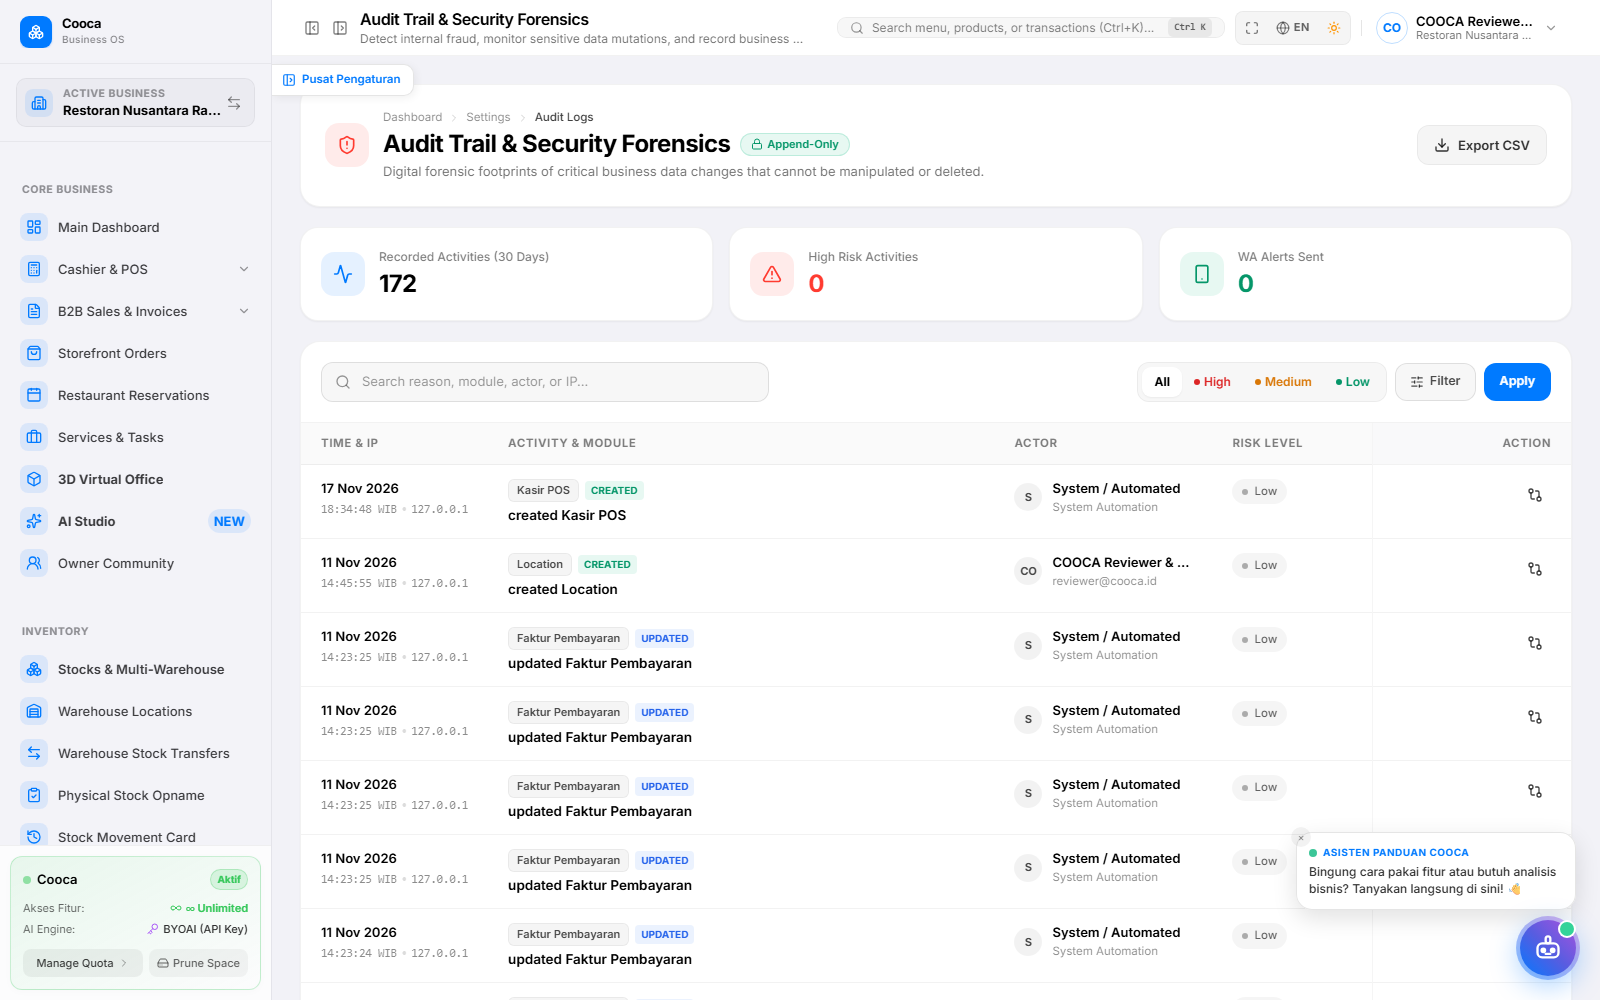 Cooca
Business OS
ACTIVE BUSINESS
Restoran Nusantara Ra...
CORE BUSINESS
Main Dashboard
Cashier & POS
B2B Sales & Invoices
Storefront Orders
Restaurant Reservations
Services & Tasks
3D Virtual Office
AI Studio NEW
Owner Community
INVENTORY
Stocks & Multi-Warehouse
Warehouse Locations
Warehouse Stock Transfers
Physical Stock Opname
Stock Movement Card
Cooca Aktif
Akses Fitur: ∞ ∞ Unlimited
AI Engine: BYOAI (API Key)
Manage Quota Prune Space
Audit Trail & Security Forensics
Detect internal fraud, monitor sensitive data mutations, and record business ...
Search menu, products, or transactions (Ctrl+K)... Ctrl K
EN
CO COOCA Reviewe...
Restoran Nusantara ...
Pusat Pengaturan
Dashboard Settings Audit Logs
Audit Trail & Security Forensics Append-Only
Digital forensic footprints of critical business data changes that cannot be manipulated or deleted.
Export CSV
Recorded Activities (30 Days)
172
High Risk Activities
0
WA Alerts Sent
0
Search reason, module, actor, or IP...
All High Medium Low Filter Apply
TIME & IP ACTIVITY & MODULE ACTOR RISK LEVEL ACTION
17 Nov 2026 Kasir POS CREATED S System / Automated Low
18:34:48 WIB 127.0.0.1 created Kasir POS System Automation
11 Nov 2026 Location CREATED CO COOCA Reviewer & ... Low
14:45:55 WIB 127.0.0.1 created Location reviewer@cooca.id
11 Nov 2026 Faktur Pembayaran UPDATED S System / Automated Low
14:23:25 WIB 127.0.0.1 updated Faktur Pembayaran System Automation
11 Nov 2026 Faktur Pembayaran UPDATED S System / Automated Low
14:23:25 WIB 127.0.0.1 updated Faktur Pembayaran System Automation
11 Nov 2026 Faktur Pembayaran UPDATED S System / Automated Low
14:23:25 WIB 127.0.0.1 updated Faktur Pembayaran System Automation
11 Nov 2026 Faktur Pembayaran UPDATED S System / Automated Low
14:23:25 WIB 127.0.0.1 updated Faktur Pembayaran System Automation
11 Nov 2026 Faktur Pembayaran UPDATED S System / Automated Low
14:23:24 WIB 127.0.0.1 updated Faktur Pembayaran System Automation
ASISTEN PANDUAN COOCA
Bingung cara pakai fitur atau butuh analisis
bisnis? Tanyakan langsung di sini! 👋